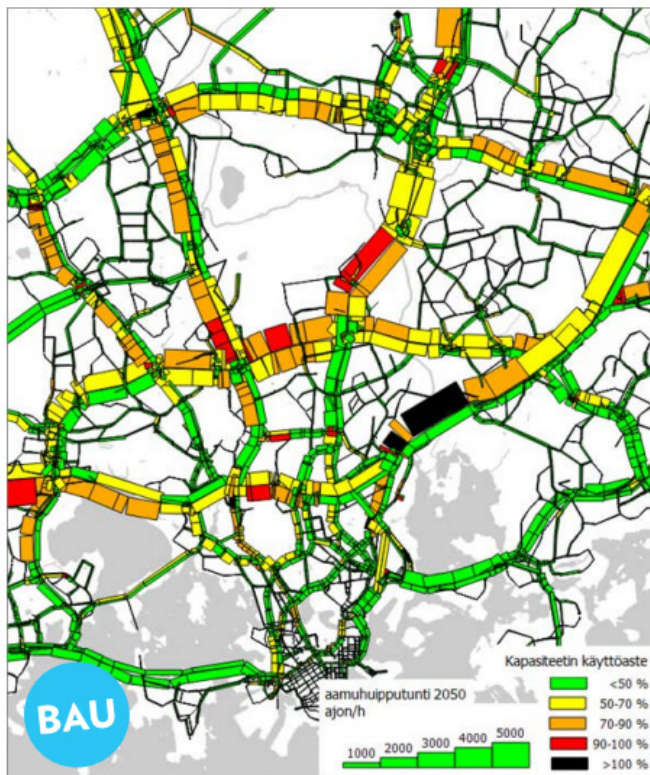 BAU
aamuhuipputunti 2050
ajon/h
1000 2000 3000 4000 5000
Kapasiteetin käyttöaste
<50 %
50-70 %
70-90 %
90-100 %
>100 %